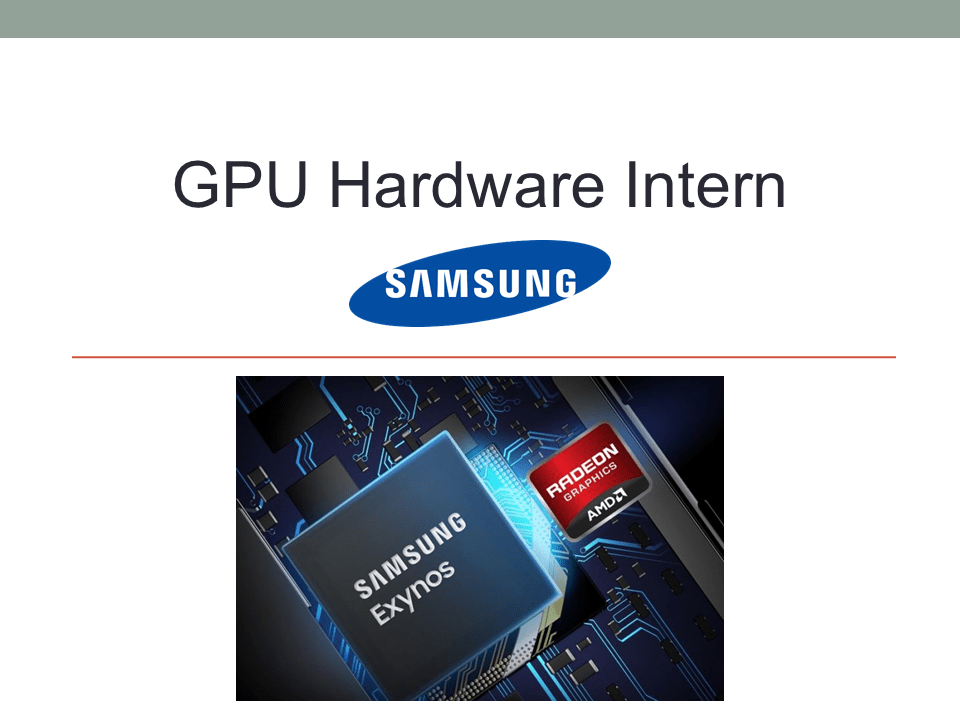 GPU Hardware Intern
SAMSUNG
RADEON
GRAPHICS
AMD
SAMSUNG
Exynos